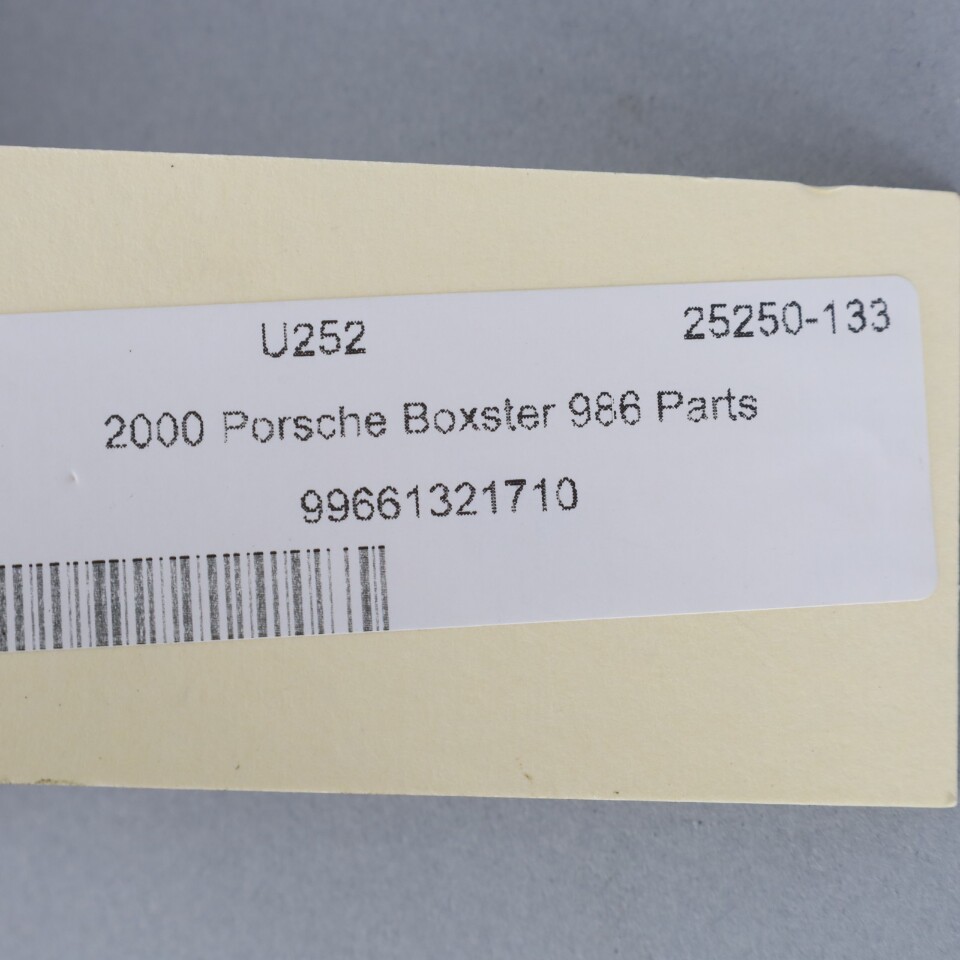 U252 25250-133
2000 Porsche Boxster 986 Parts
99661321710